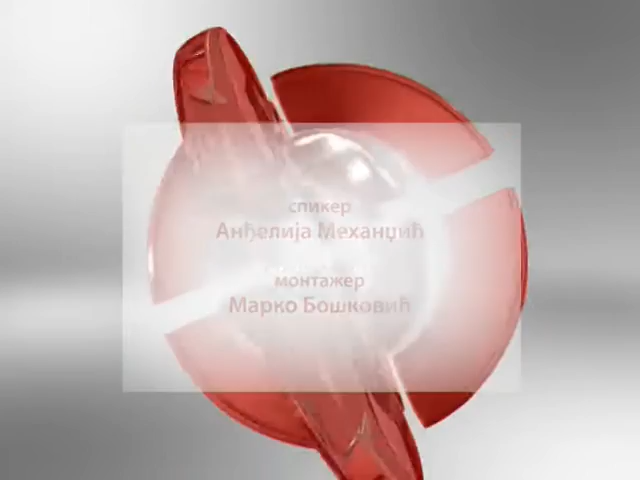 спикер
Анђелија Механџић
монтажер
Марко Бошковић